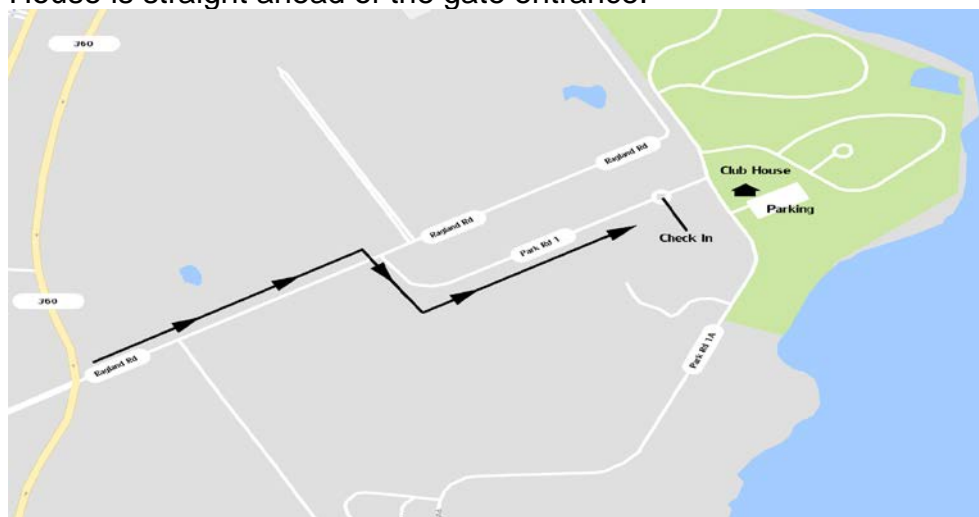 House is straight ahead of the gate entrance.
360
Ragland Rd
Club House
Ragland Rd
Parking
Check In
Park Rd 1
360
Park Rd 1A
Ragland Rd